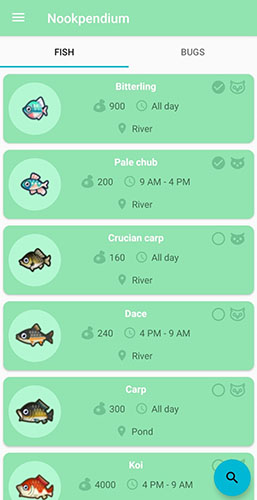 Nookpendium
FISH BUGS
Bitterling
900 All day
River
Pale chub
200 9 AM - 4 PM
River
Crucian carp
160 All day
River
Dace
240 4 PM - 9 AM
River
Carp
300 All day
Pond
Koi
4000 4 PM - 9 AM